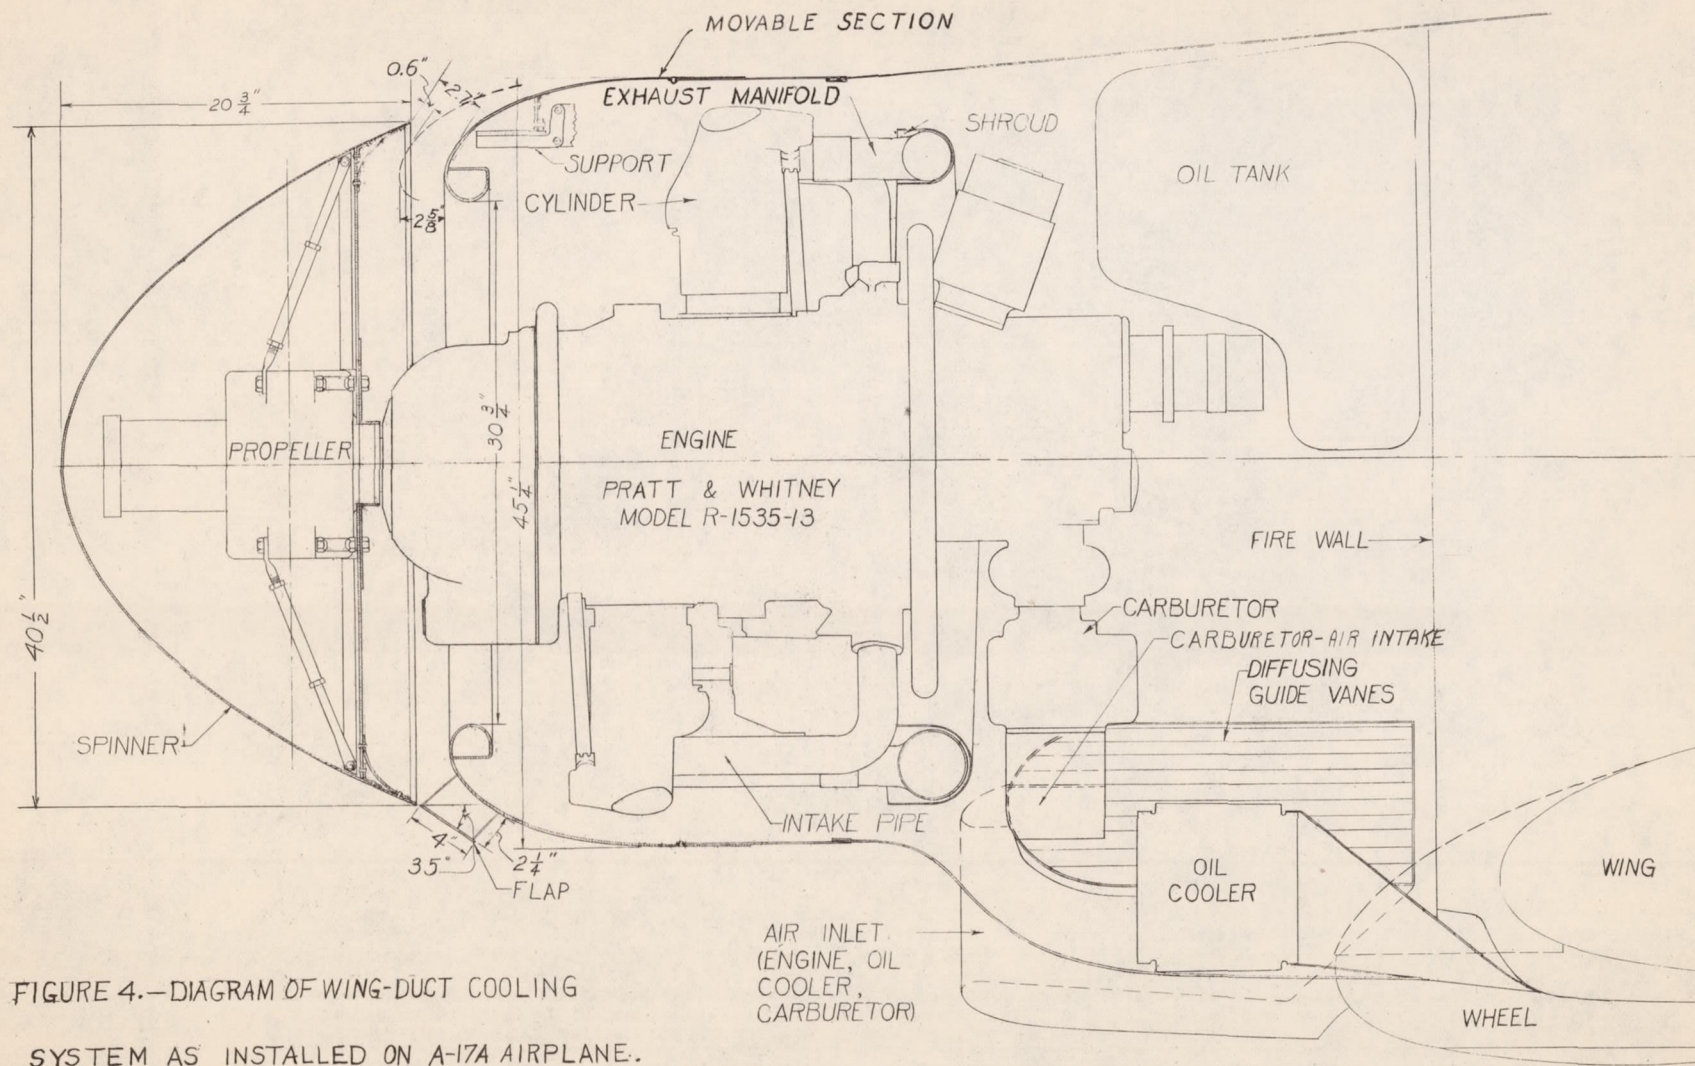 MOVABLE SECTION
0.6"
20 3/4"
EXHAUST MANIFOLD
SHROUD
SUPPORT
OIL TANK
CYLINDER
2 5/8"
30 3/4"
ENGINE
PROPELLER
45 1/4"
PRATT & WHITNEY
MODEL R-1535-13
FIRE WALL
40 1/2"
CARBURETOR
CARBURETOR-AIR INTAKE
DIFFUSING
GUIDE VANES
SPINNER
INTAKE PIPE
4"
35°
2 1/4"
FLAP
OIL
COOLER
WING
AIR INLET
(ENGINE, OIL
COOLER,
CARBURETOR)
WHEEL
FIGURE 4.—DIAGRAM OF WING-DUCT COOLING
SYSTEM AS INSTALLED ON A-17A AIRPLANE.